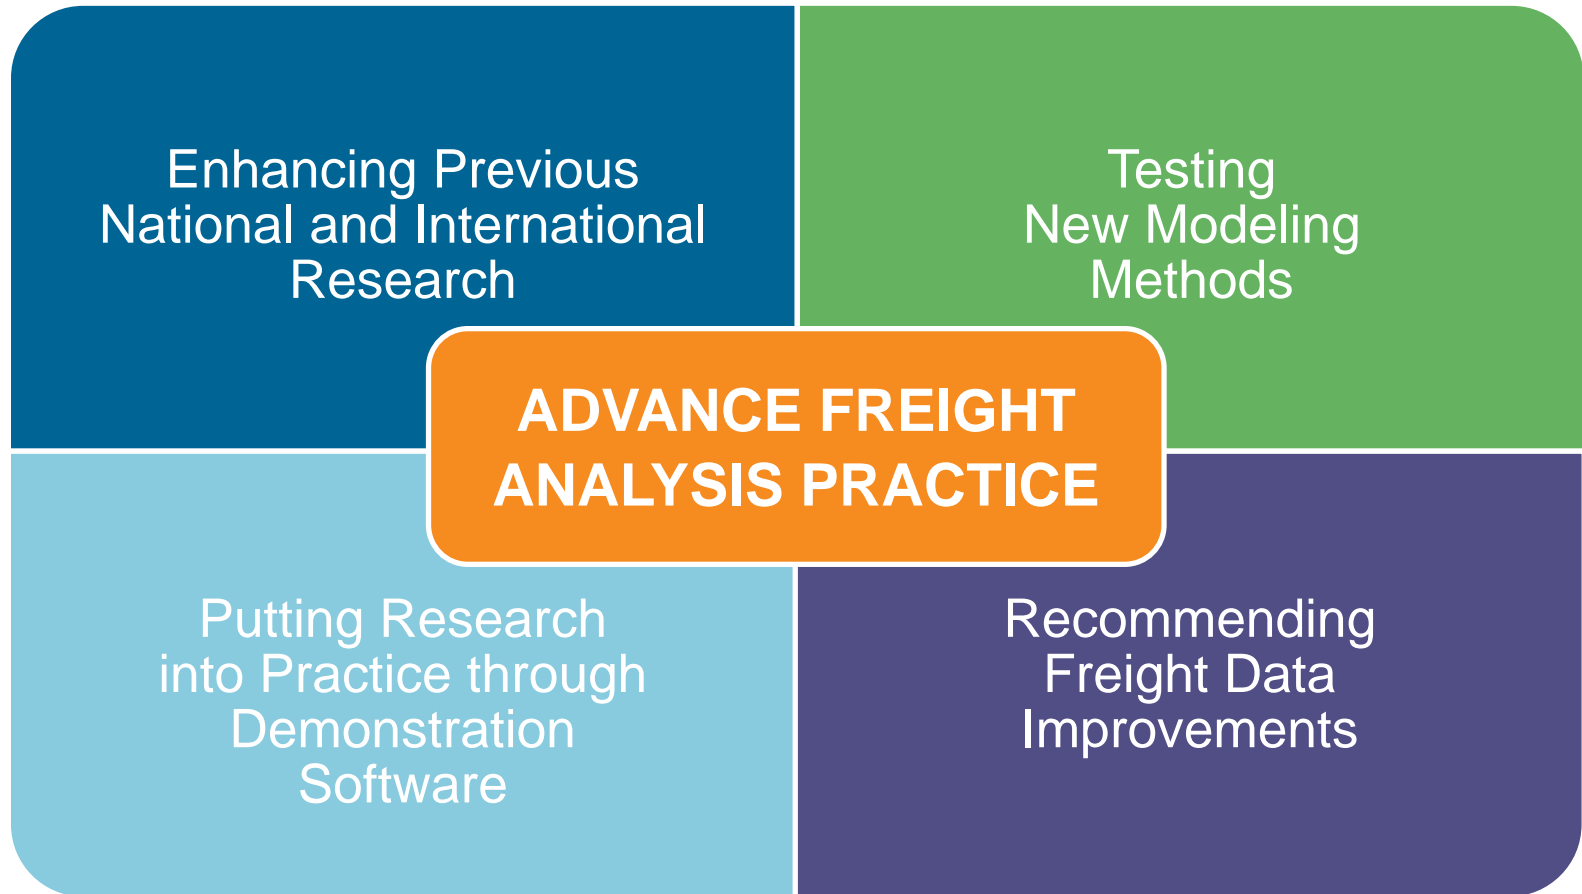 Enhancing Previous
National and International
Research
Testing
New Modeling
Methods
ADVANCE FREIGHT
ANALYSIS PRACTICE
Putting Research
into Practice through
Demonstration
Software
Recommending
Freight Data
Improvements